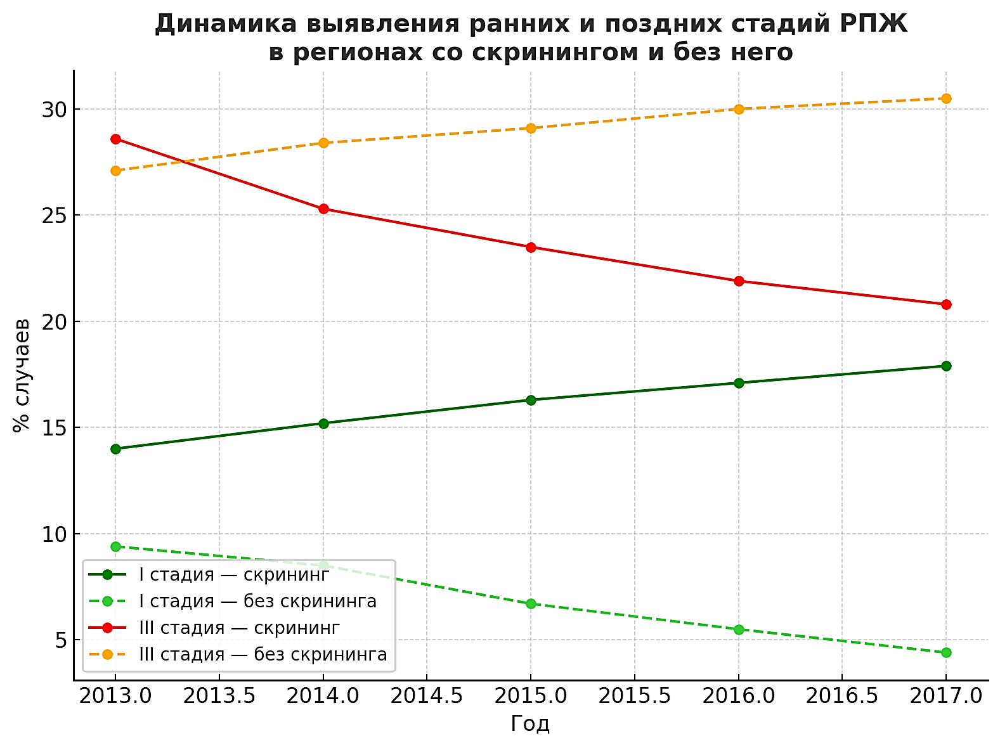 Динамика выявления ранних и поздних стадий РПЖ
в регионах со скринингом и без него
% случаев
30
25
20
15
10
5
I стадия — скрининг
I стадия — без скрининга
III стадия — скрининг
III стадия — без скрининга
2013.0 2013.5 2014.0 2014.5 2015.0 2015.5 2016.0 2016.5 2017.0
Год